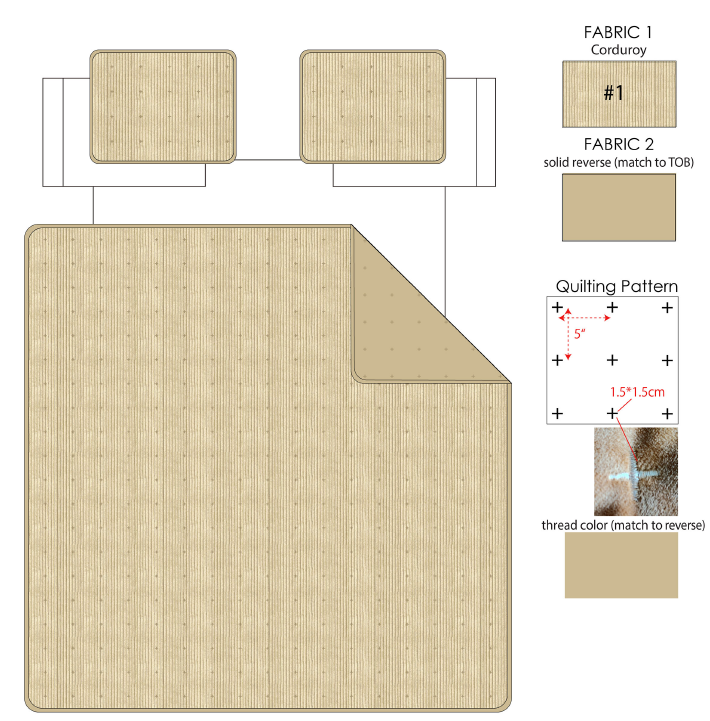 FABRIC 1
Corduroy
#1
FABRIC 2
solid reverse (match to TOB)
Quilting Pattern
5"
1.5*1.5cm
thread color (match to reverse)